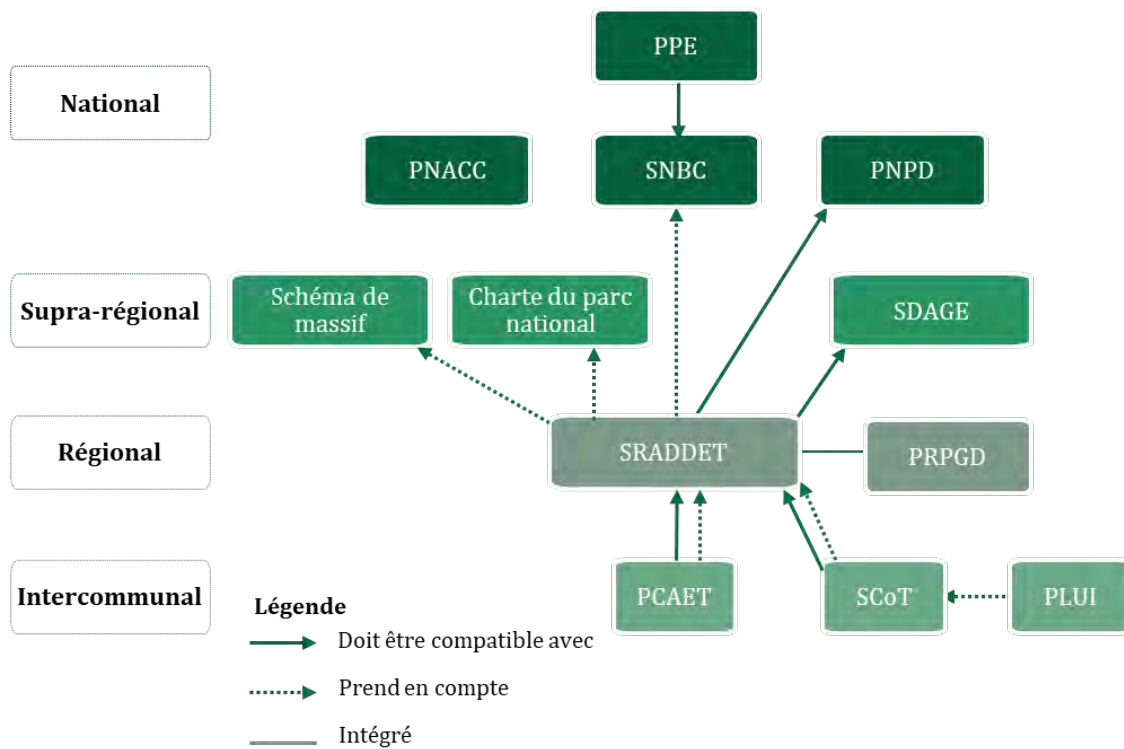 PPE
National
PNACC
SNBC
PNPD
Supra-régional
Schéma de
massif
Charte du parc
national
SDAGE
Régional
SRADDET
PRPGD
Intercommunal
PCAET
SCoT
PLUI
Légende
Doit être compatible avec
Prend en compte
Intégré